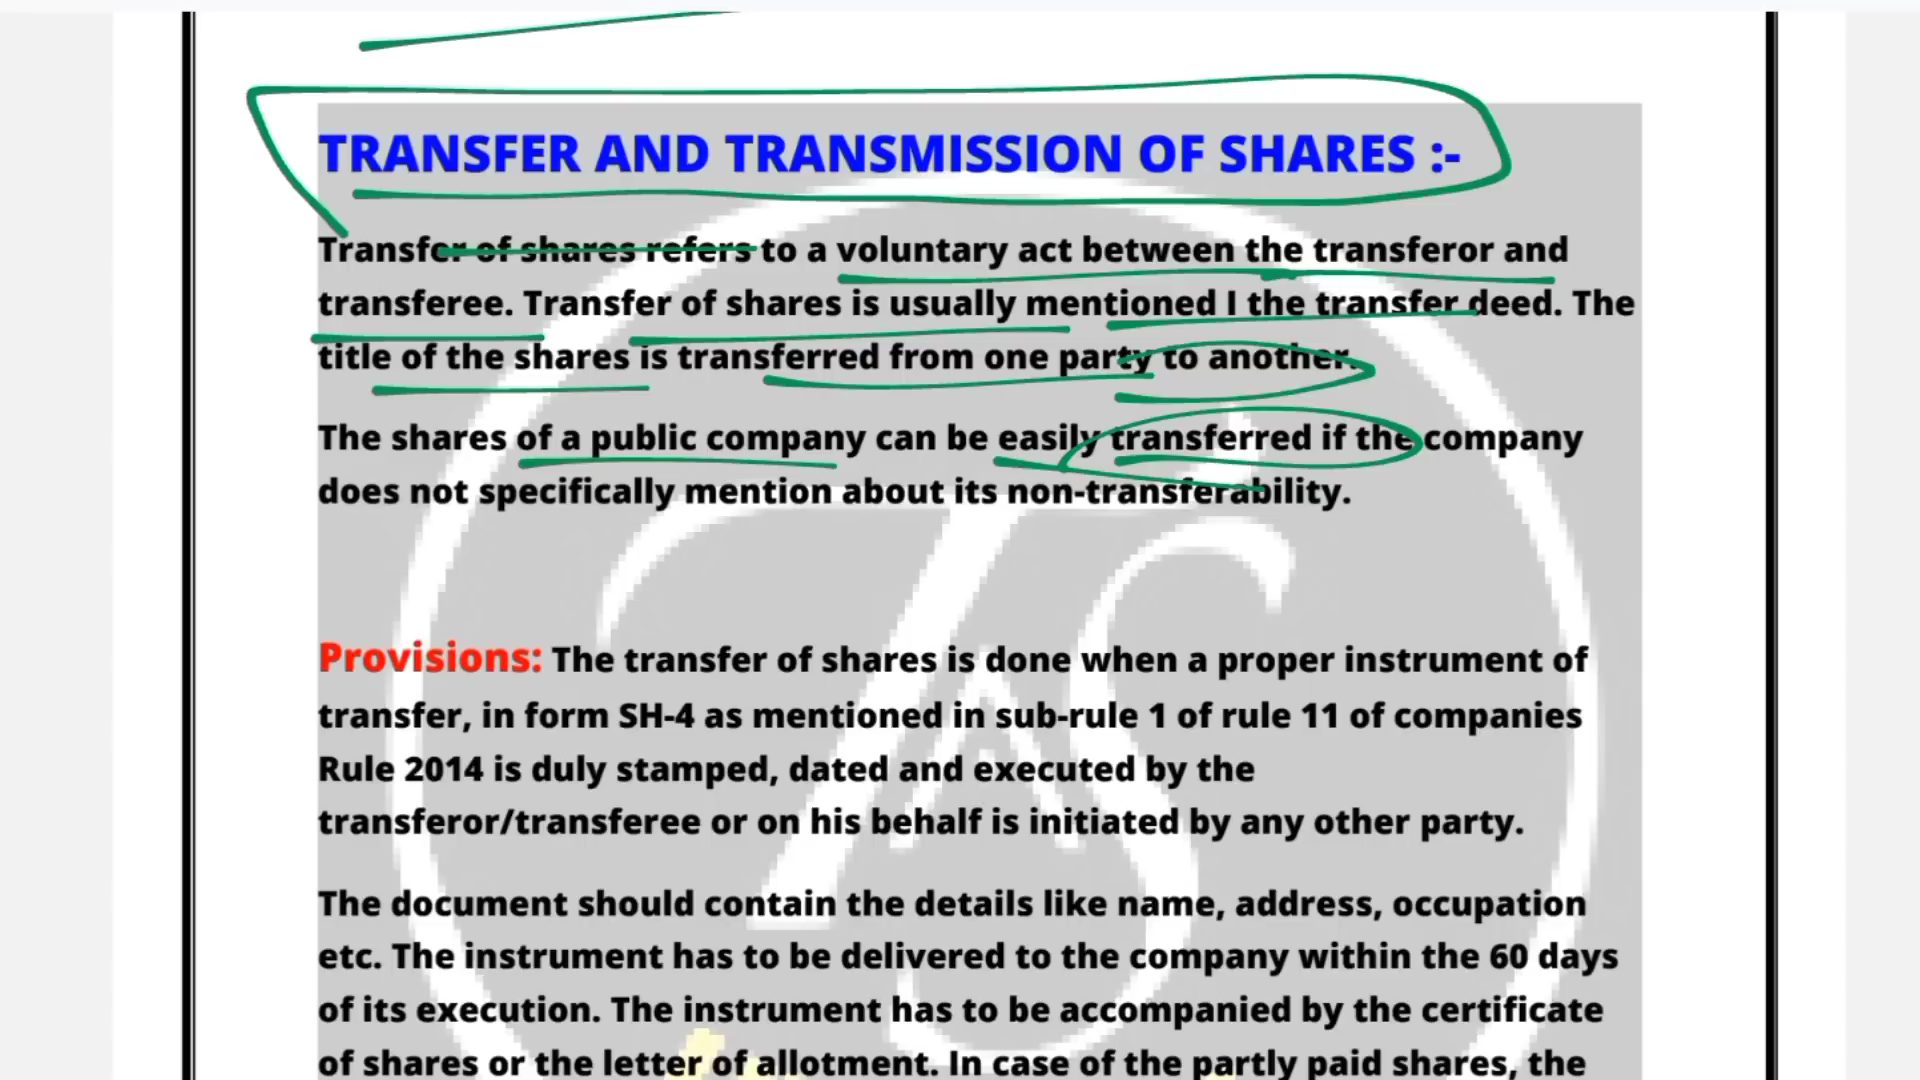 TRANSFER AND TRANSMISSION OF SHARES :-
Transfer of shares refers to a voluntary act between the transferor and
transferee. Transfer of shares is usually mentioned I the transfer deed. The
title of the shares is transferred from one party to another.
The shares of a public company can be easily transferred if the company
does not specifically mention about its non-transferability.
Provisions: The transfer of shares is done when a proper instrument of
transfer, in form SH-4 as mentioned in sub-rule 1 of rule 11 of companies
Rule 2014 is duly stamped, dated and executed by the
transferor/transferee or on his behalf is initiated by any other party.
The document should contain the details like name, address, occupation
etc. The instrument has to be delivered to the company within the 60 days
of its execution. The instrument has to be accompanied by the certificate
of shares or the letter of allotment. In case of the partly paid shares, the